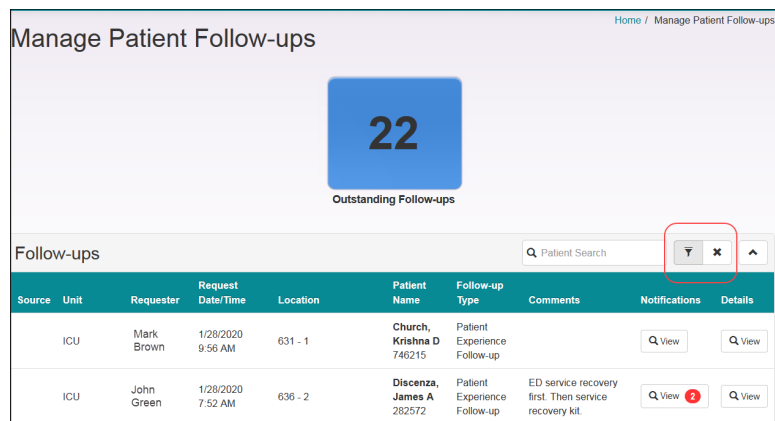 Home / Manage Patient Follow-ups
Manage Patient Follow-ups
22
Outstanding Follow-ups
Follow-ups
Patient Search
Source Unit Requester Request Date/Time Location Patient Name Follow-up Type Comments Notifications Details
ICU Mark Brown 1/28/2020 9:56 AM 631 - 1 Church, Krishna D 746215 Patient Experience Follow-up View View
ICU John Green 1/28/2020 7:52 AM 636 - 2 Discenza, James A 282572 Patient Experience Follow-up ED service recovery first. Then service recovery kit. View 2 View